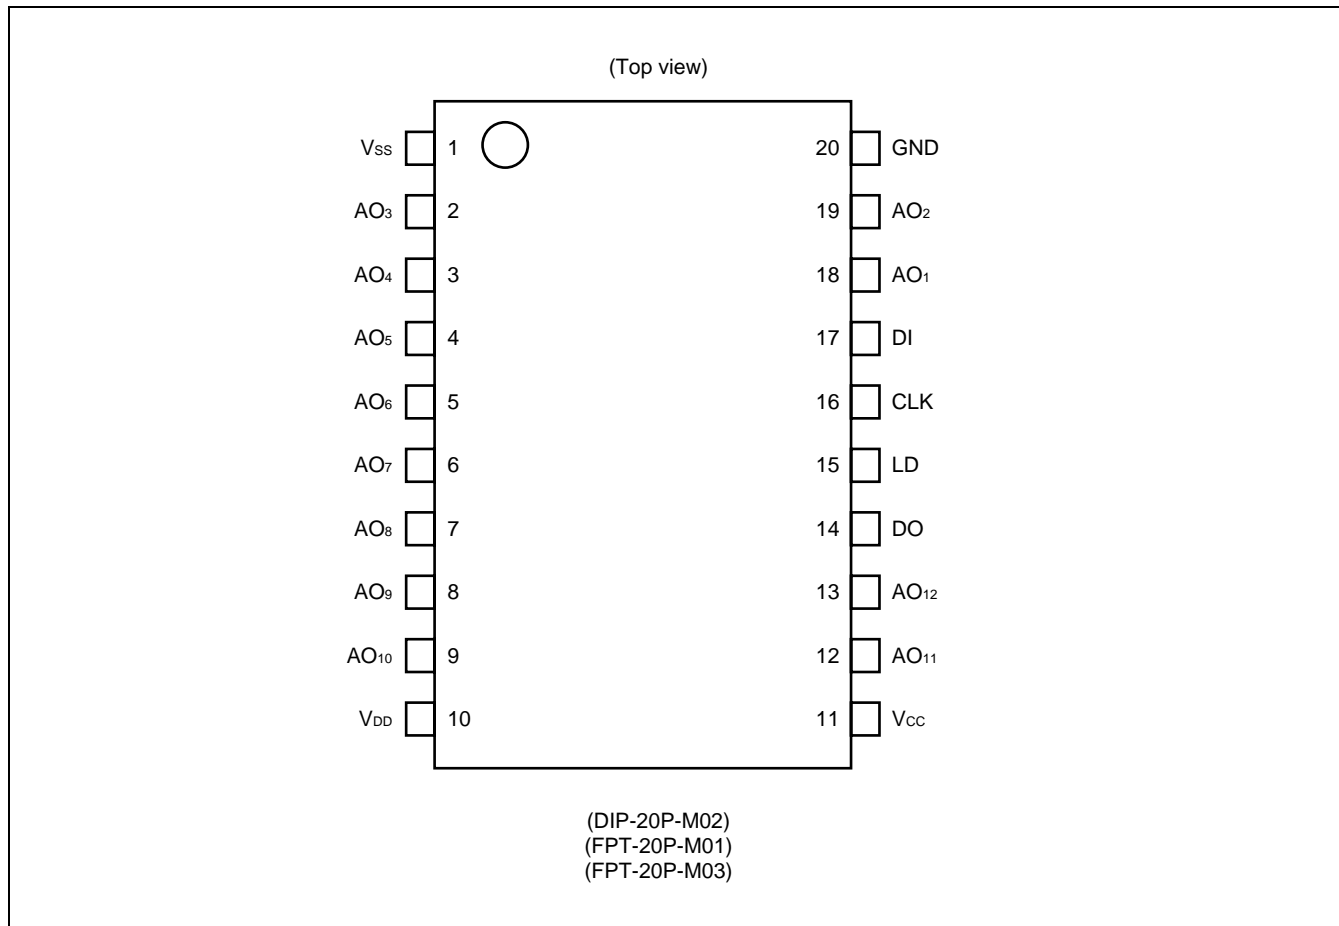 (Top view)
VSS 1 20 GND
AO3 2 19 AO2
AO4 3 18 AO1
AO5 4 17 DI
AO6 5 16 CLK
AO7 6 15 LD
AO8 7 14 DO
AO9 8 13 AO12
AO10 9 12 AO11
VDD 10 11 VCC
(DIP-20P-M02)
(FPT-20P-M01)
(FPT-20P-M03)